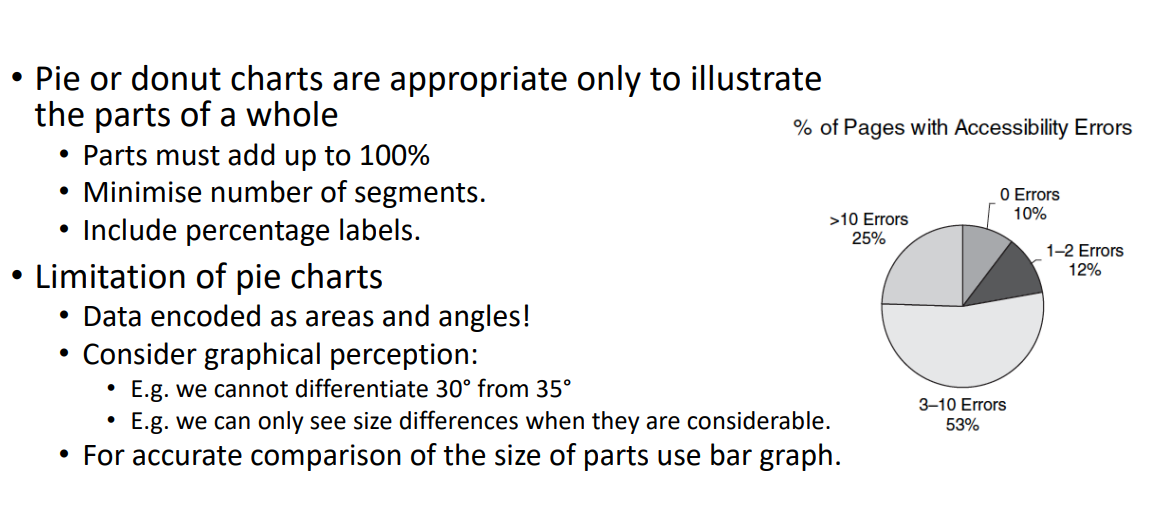 • Pie or donut charts are appropriate only to illustrate
the parts of a whole
• Parts must add up to 100%
• Minimise number of segments.
• Include percentage labels.
• Limitation of pie charts
• Data encoded as areas and angles!
• Consider graphical perception:
• E.g. we cannot differentiate 30° from 35°
• E.g. we can only see size differences when they are considerable.
• For accurate comparison of the size of parts use bar graph.
% of Pages with Accessibility Errors
0 Errors
10%
>10 Errors
25%
1–2 Errors
12%
3–10 Errors
53%